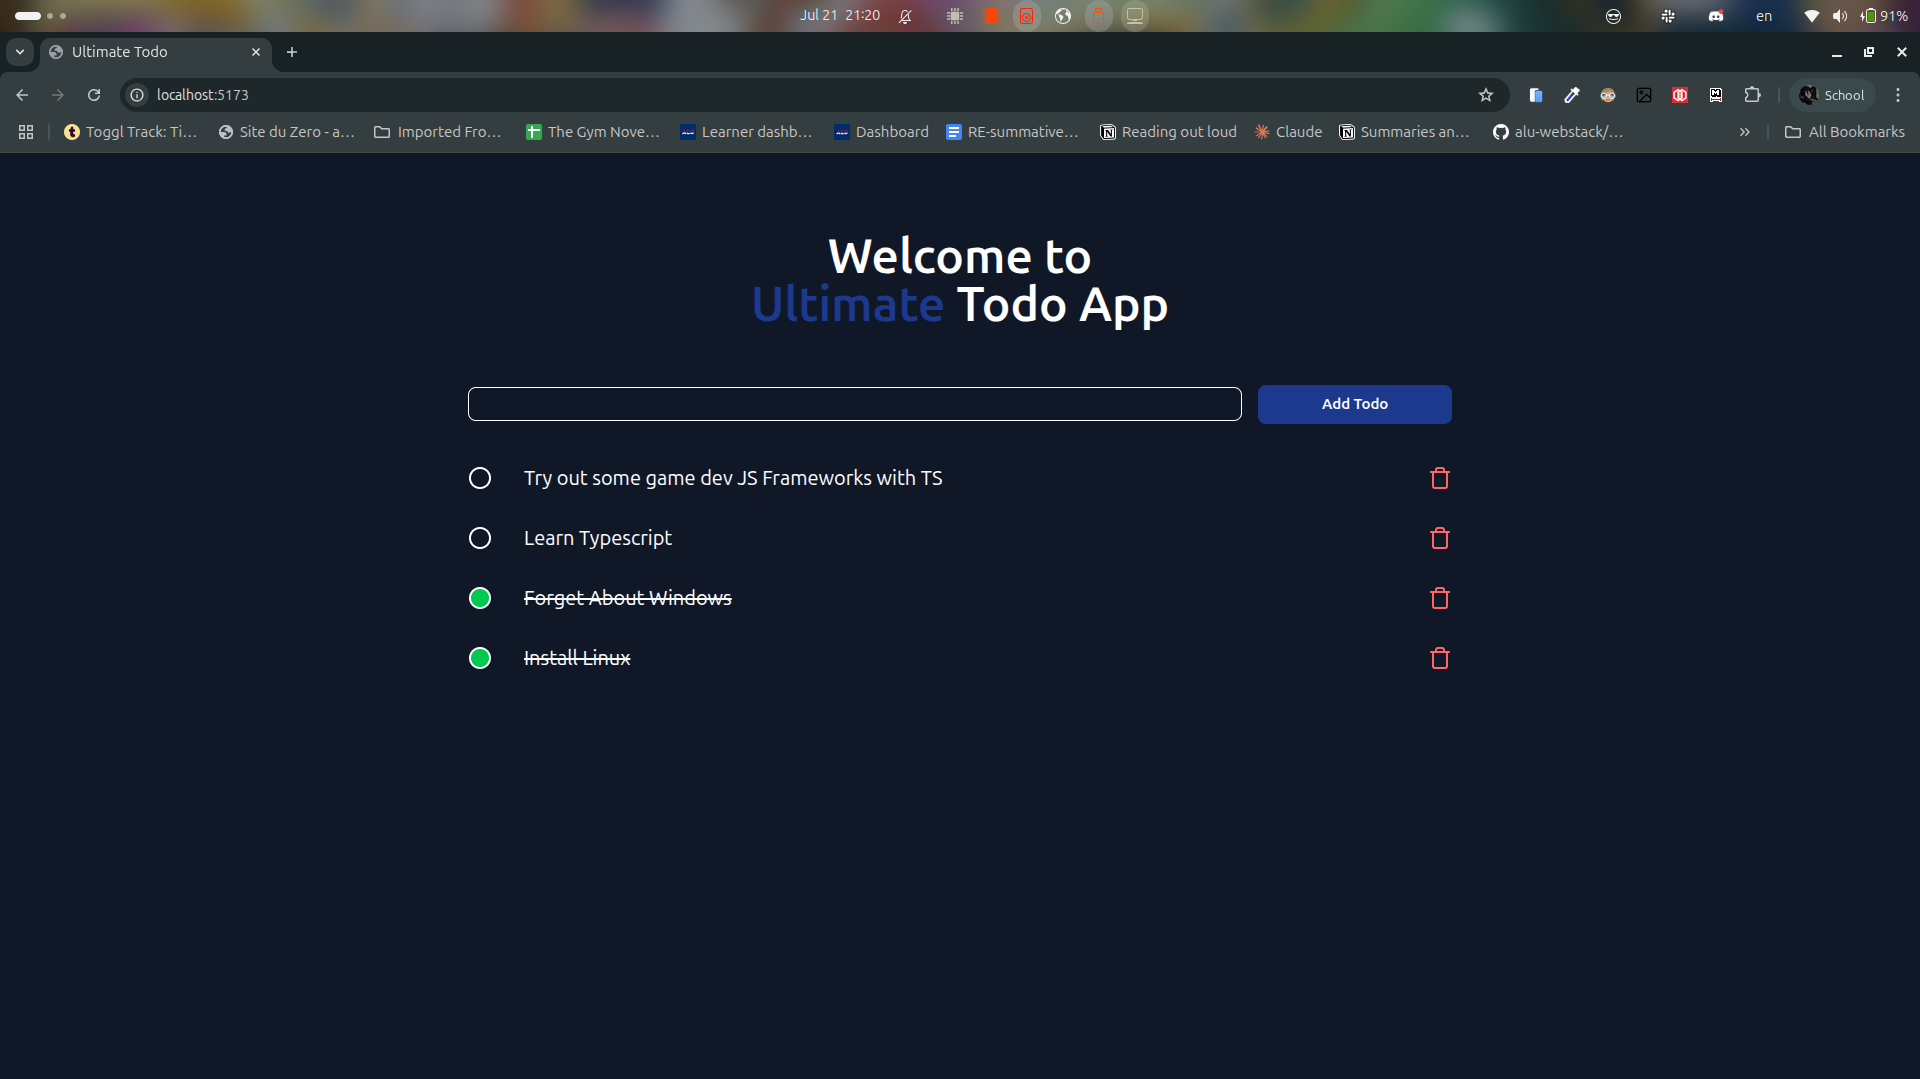 Jul 21 21:20
en
91%
Ultimate Todo
localhost:5173
School
Toggl Track: Ti...
Site du Zero - a...
Imported Fro...
The Gym Nove...
Learner dashb...
Dashboard
RE-summative...
Reading out loud
Claude
Summaries an...
alu-webstack/...
All Bookmarks
Welcome to
Ultimate Todo App
Add Todo
Try out some game dev JS Frameworks with TS
Learn Typescript
Forget About Windows
Install Linux